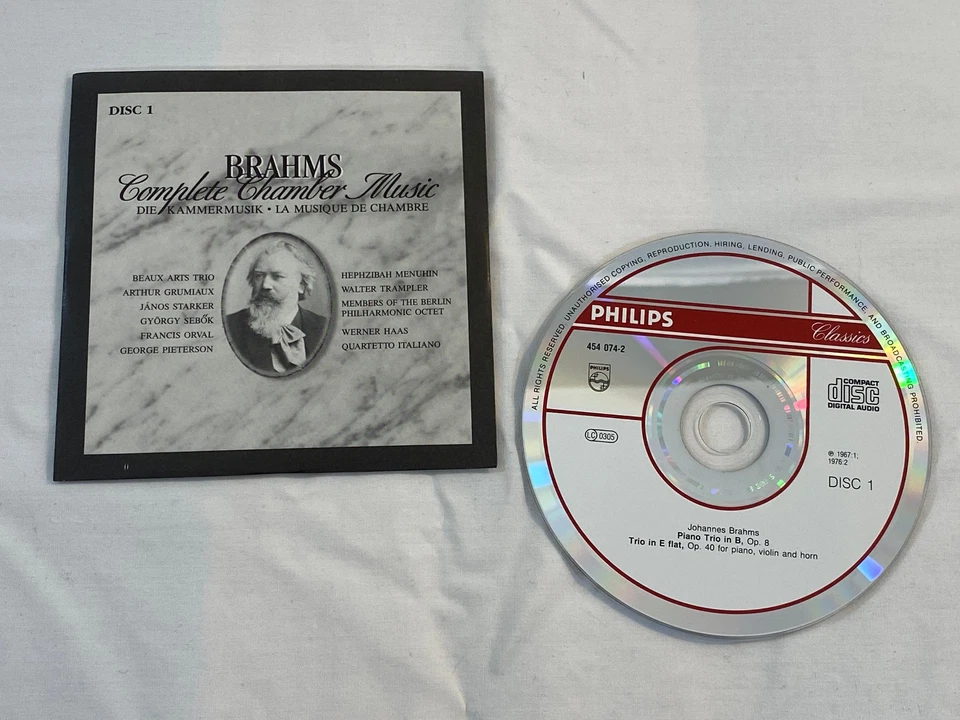 DISC 1
BRAHMS
Complete Chamber Music
DIE KAMMERMUSIK • LA MUSIQUE DE CHAMBRE
BEAUX ARTS TRIO
ARTHUR GRUMIAUX
JÁNOS STARKER
GYÖRGY SEBŐK
FRANCIS ORVAL
GEORGE PIETERSON
HEPHZIBAH MENUHIN
WALTER TRAMPLER
MEMBERS OF THE BERLIN
PHILHARMONIC OCTET
WERNER HAAS
QUARTETTO ITALIANO
ALL RIGHTS RESERVED. UNAUTHORISED COPYING, REPRODUCTION, HIRING, LENDING, PUBLIC PERFORMANCE, AND BROADCASTING PROHIBITED.
PHILIPS
Classics
454 074-2
PHILIPS
COMPACT
disc
DIGITAL AUDIO
LC 0305
℗ 1967:1;
1976:2
DISC 1
Johannes Brahms
Piano Trio in B, Op. 8
Trio in E flat, Op. 40 for piano, violin and horn